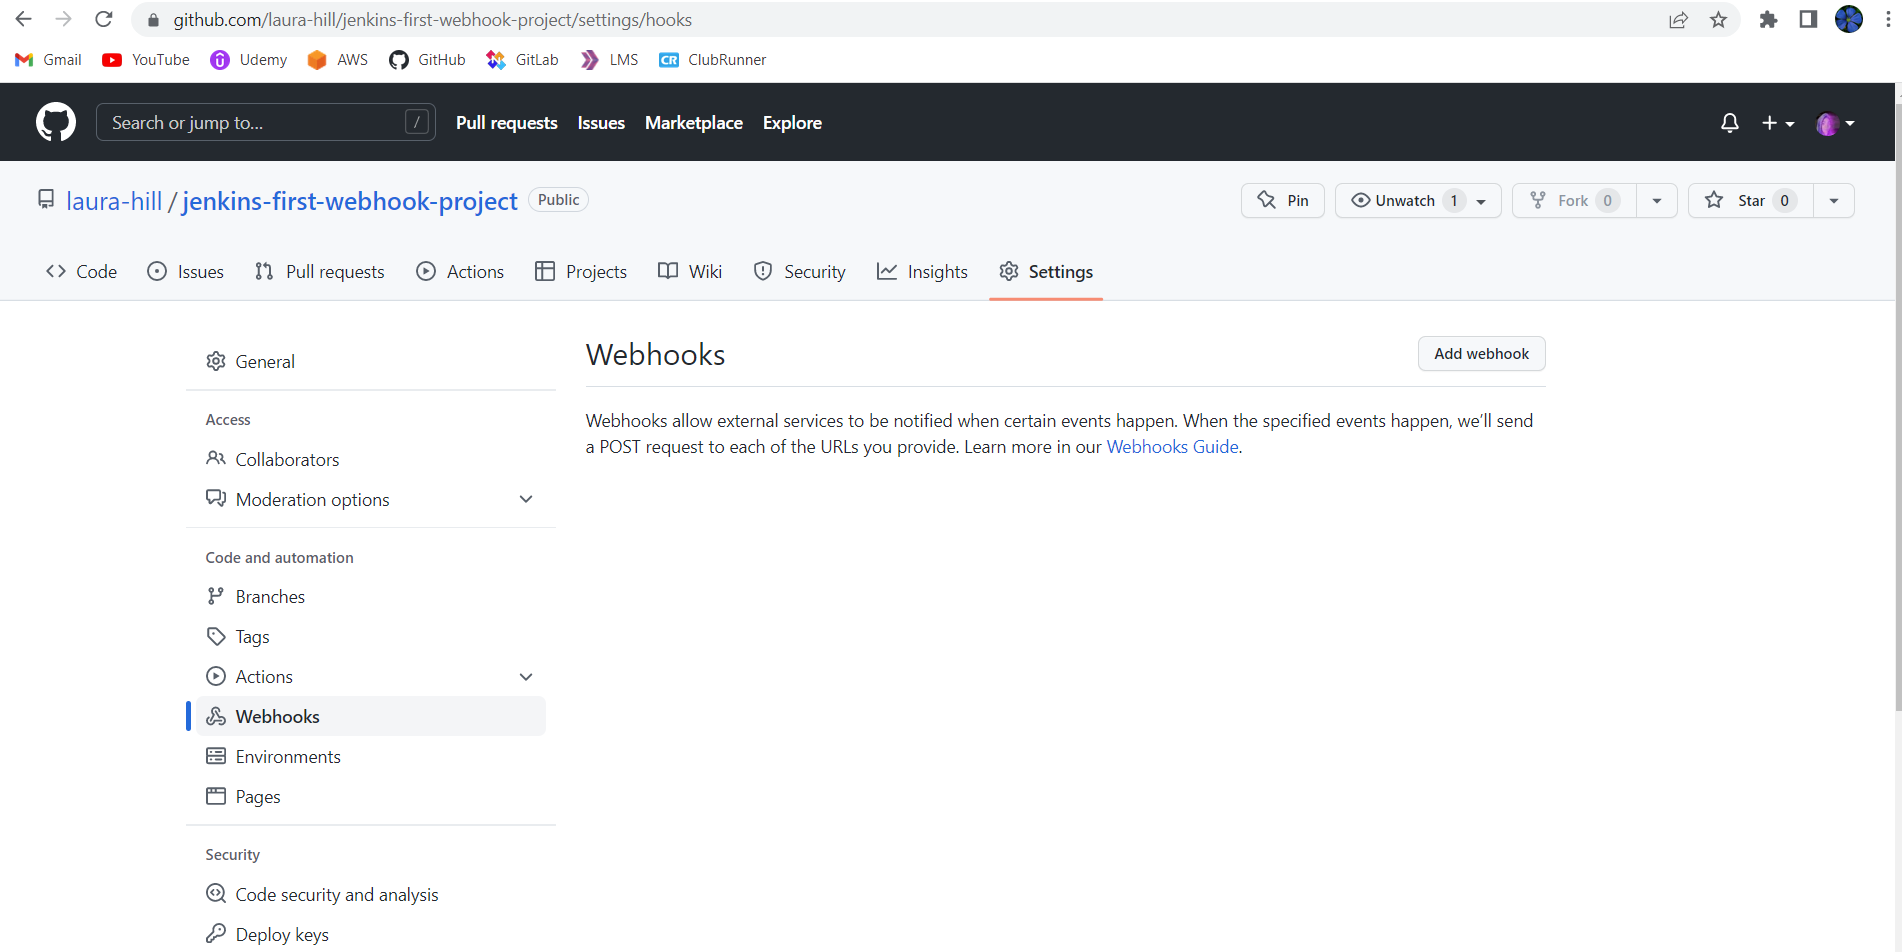 github.com/laura-hill/jenkins-first-webhook-project/settings/hooks
Gmail YouTube Udemy AWS GitHub GitLab LMS CR ClubRunner
Search or jump to... / Pull requests Issues Marketplace Explore
laura-hill / jenkins-first-webhook-project Public Pin Unwatch 1 Fork 0 Star 0
Code Issues Pull requests Actions Projects Wiki Security Insights Settings
General
Access
Collaborators
Moderation options
Code and automation
Branches
Tags
Actions
Webhooks
Environments
Pages
Security
Code security and analysis
Deploy keys
Webhooks Add webhook
Webhooks allow external services to be notified when certain events happen. When the specified events happen, we’ll send
a POST request to each of the URLs you provide. Learn more in our Webhooks Guide.